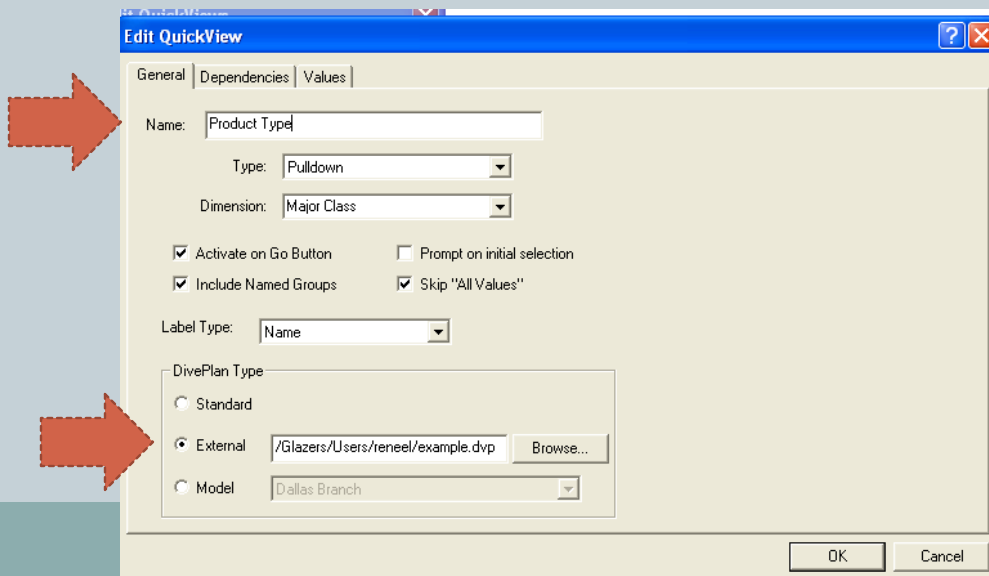 Edit QuickView
General Dependencies Values
Name: Product Type
Type: Pulldown
Dimension: Major Class
Activate on Go Button Prompt on initial selection
Include Named Groups Skip "All Values"
Label Type: Name
DivePlan Type
Standard
External /Glazers/Users/reneel/example.dvp Browse...
Model Dallas Branch
OK Cancel